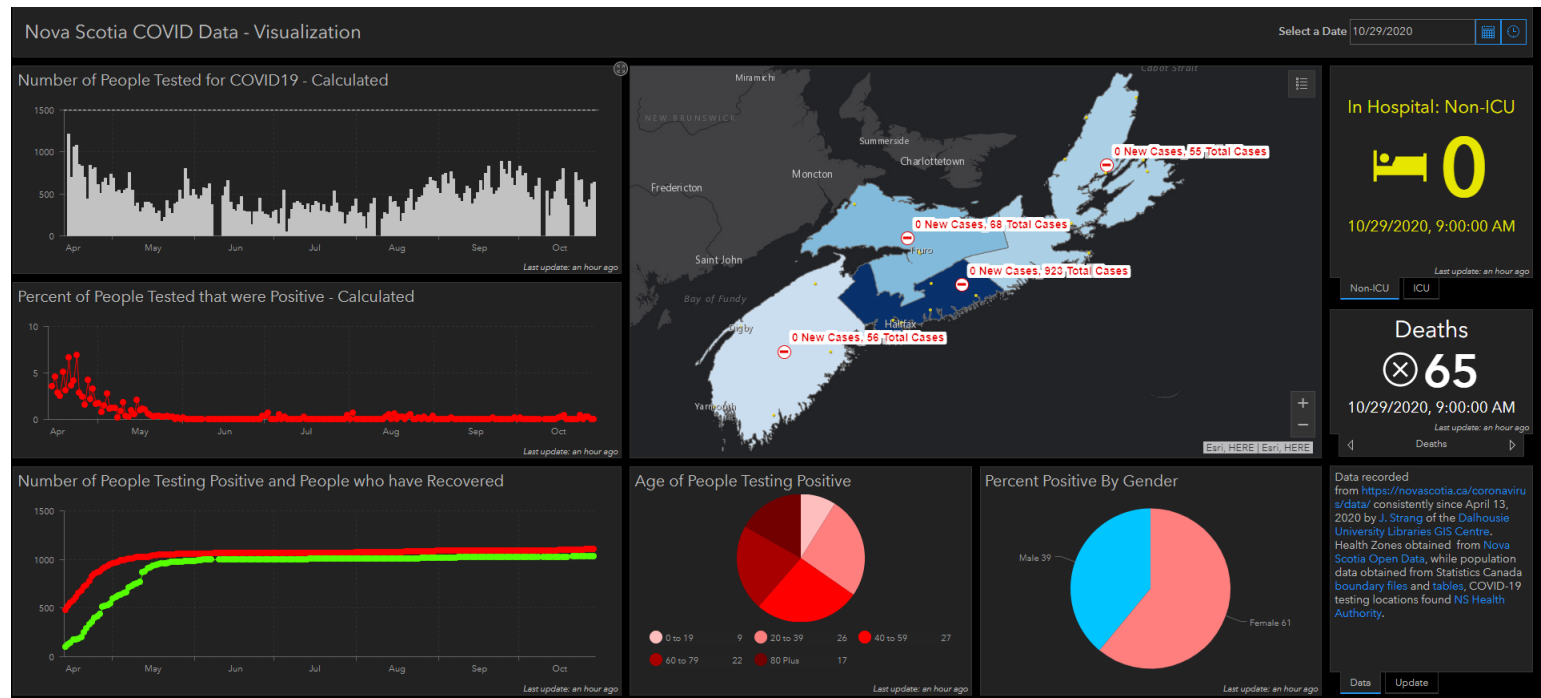 Nova Scotia COVID Data - Visualization
Select a Date 10/29/2020
Number of People Tested for COVID19 - Calculated
1500
1000
500
0
Apr May Jun Jul Aug Sep Oct
Last update: an hour ago
Percent of People Tested that were Positive - Calculated
10
5
0
Apr May Jun Jul Aug Sep Oct
Last update: an hour ago
Number of People Testing Positive and People who have Recovered
1500
1000
500
0
Apr May Jun Jul Aug Sep Oct
Last update: an hour ago
Cabot Strait
Miramichi
NEW BRUNSWICK
Summerside
Charlottetown
0 New Cases, 55 Total Cases
Moncton
Fredericton
0 New Cases, 68 Total Cases
Truro
Saint John
0 New Cases, 923 Total Cases
Bay of Fundy
Halifax
Digby
0 New Cases, 56 Total Cases
Yarmouth
+
−
Esri, HERE | Esri, HERE
Age of People Testing Positive
0 to 19 9 20 to 39 26 40 to 59 27
60 to 79 22 80 Plus 17
Last update: an hour ago
Percent Positive By Gender
Male 39
Female 61
Last update: an hour ago
In Hospital: Non-ICU
0
10/29/2020, 9:00:00 AM
Last update: an hour ago
Non-ICU ICU
Deaths
65
10/29/2020, 9:00:00 AM
Last update: an hour ago
Deaths
Data recorded
from https://novascotia.ca/coronaviru
s/data/ consistently since April 13,
2020 by J. Strang of the Dalhousie
University Libraries GIS Centre.
Health Zones obtained from Nova
Scotia Open Data, while population
data obtained from Statistics Canada
boundary files and tables, COVID-19
testing locations found NS Health
Authority.
Data Update